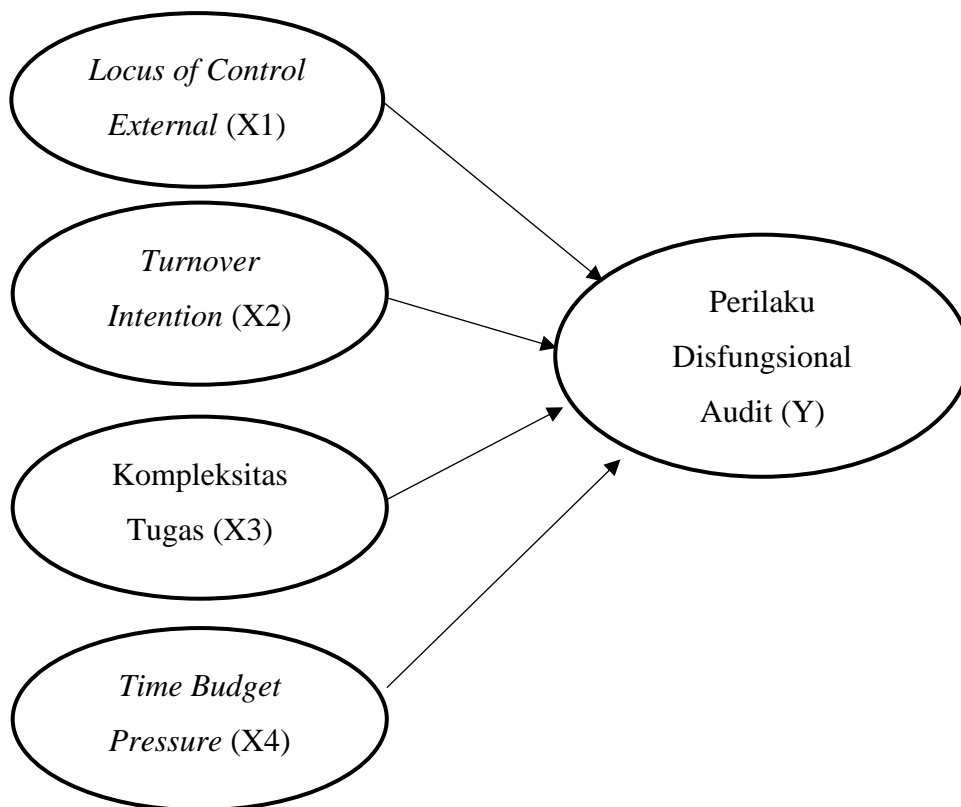 Locus of Control
External (X1)
Turnover
Intention (X2)
Perilaku
Disfungsional
Audit (Y)
Kompleksitas
Tugas (X3)
Time Budget
Pressure (X4)